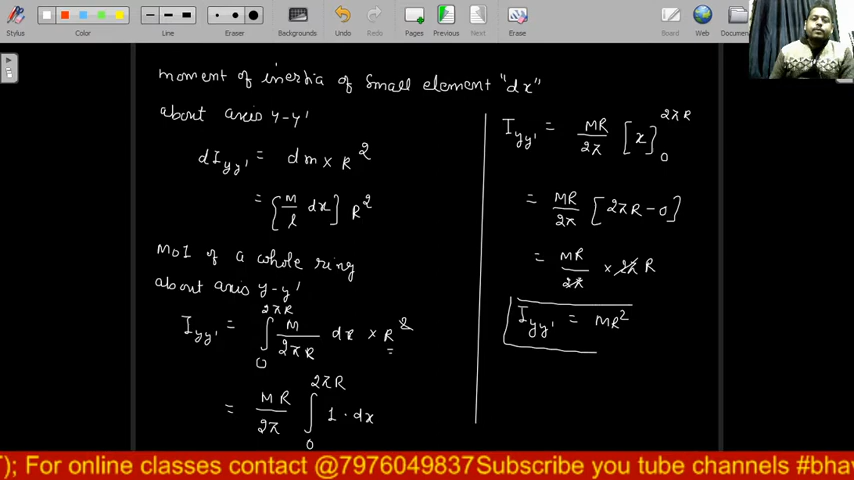 Stylus
Color
Line
Eraser
Backgrounds
Undo
Redo
Pages
Previous
Next
Erase
Board
Web
Documen
moment of inertia of small element "dx"
about axis y-y'
dI_yy' = dm × R²
= [M/l dx] R²
MOI of a whole ring
about axis y-y'
I_yy' = ∫₀^2πR M/2πR dx × R²
= MR/2π ∫₀^2πR 1 · dx
I_yy' = MR/2π [x]₀^2πR
= MR/2π [2πR - 0]
= MR/2π × 2π R
I_yy' = MR²
T); For online classes contact @7976049837Subscribe you tube channels #bhav